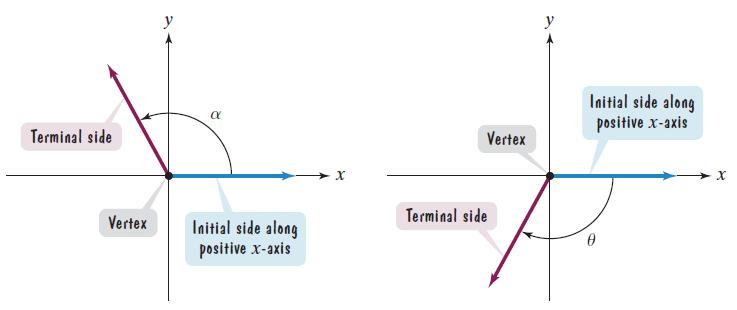 y
α
Terminal side
x
Vertex
Initial side along
positive x-axis
y
Initial side along
positive x-axis
Vertex
x
Terminal side
θ